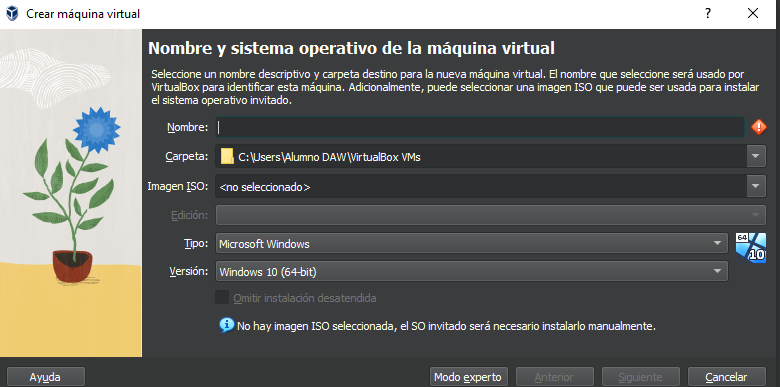 Crear máquina virtual
Nombre y sistema operativo de la máquina virtual
Seleccione un nombre descriptivo y carpeta destino para la nueva máquina virtual. El nombre que seleccione será usado por
VirtualBox para identificar esta máquina. Adicionalmente, puede seleccionar una imagen ISO que puede ser usada para instalar
el sistema operativo invitado.
Nombre:
Carpeta: C:\Users\Alumno DAW\VirtualBox VMs
Imagen ISO: <no seleccionado>
Edición:
Tipo: Microsoft Windows
64
10
Versión: Windows 10 (64-bit)
Omitir instalación desatendida
No hay imagen ISO seleccionada, el SO invitado será necesario instalarlo manualmente.
Ayuda Modo experto Anterior Siguiente Cancelar